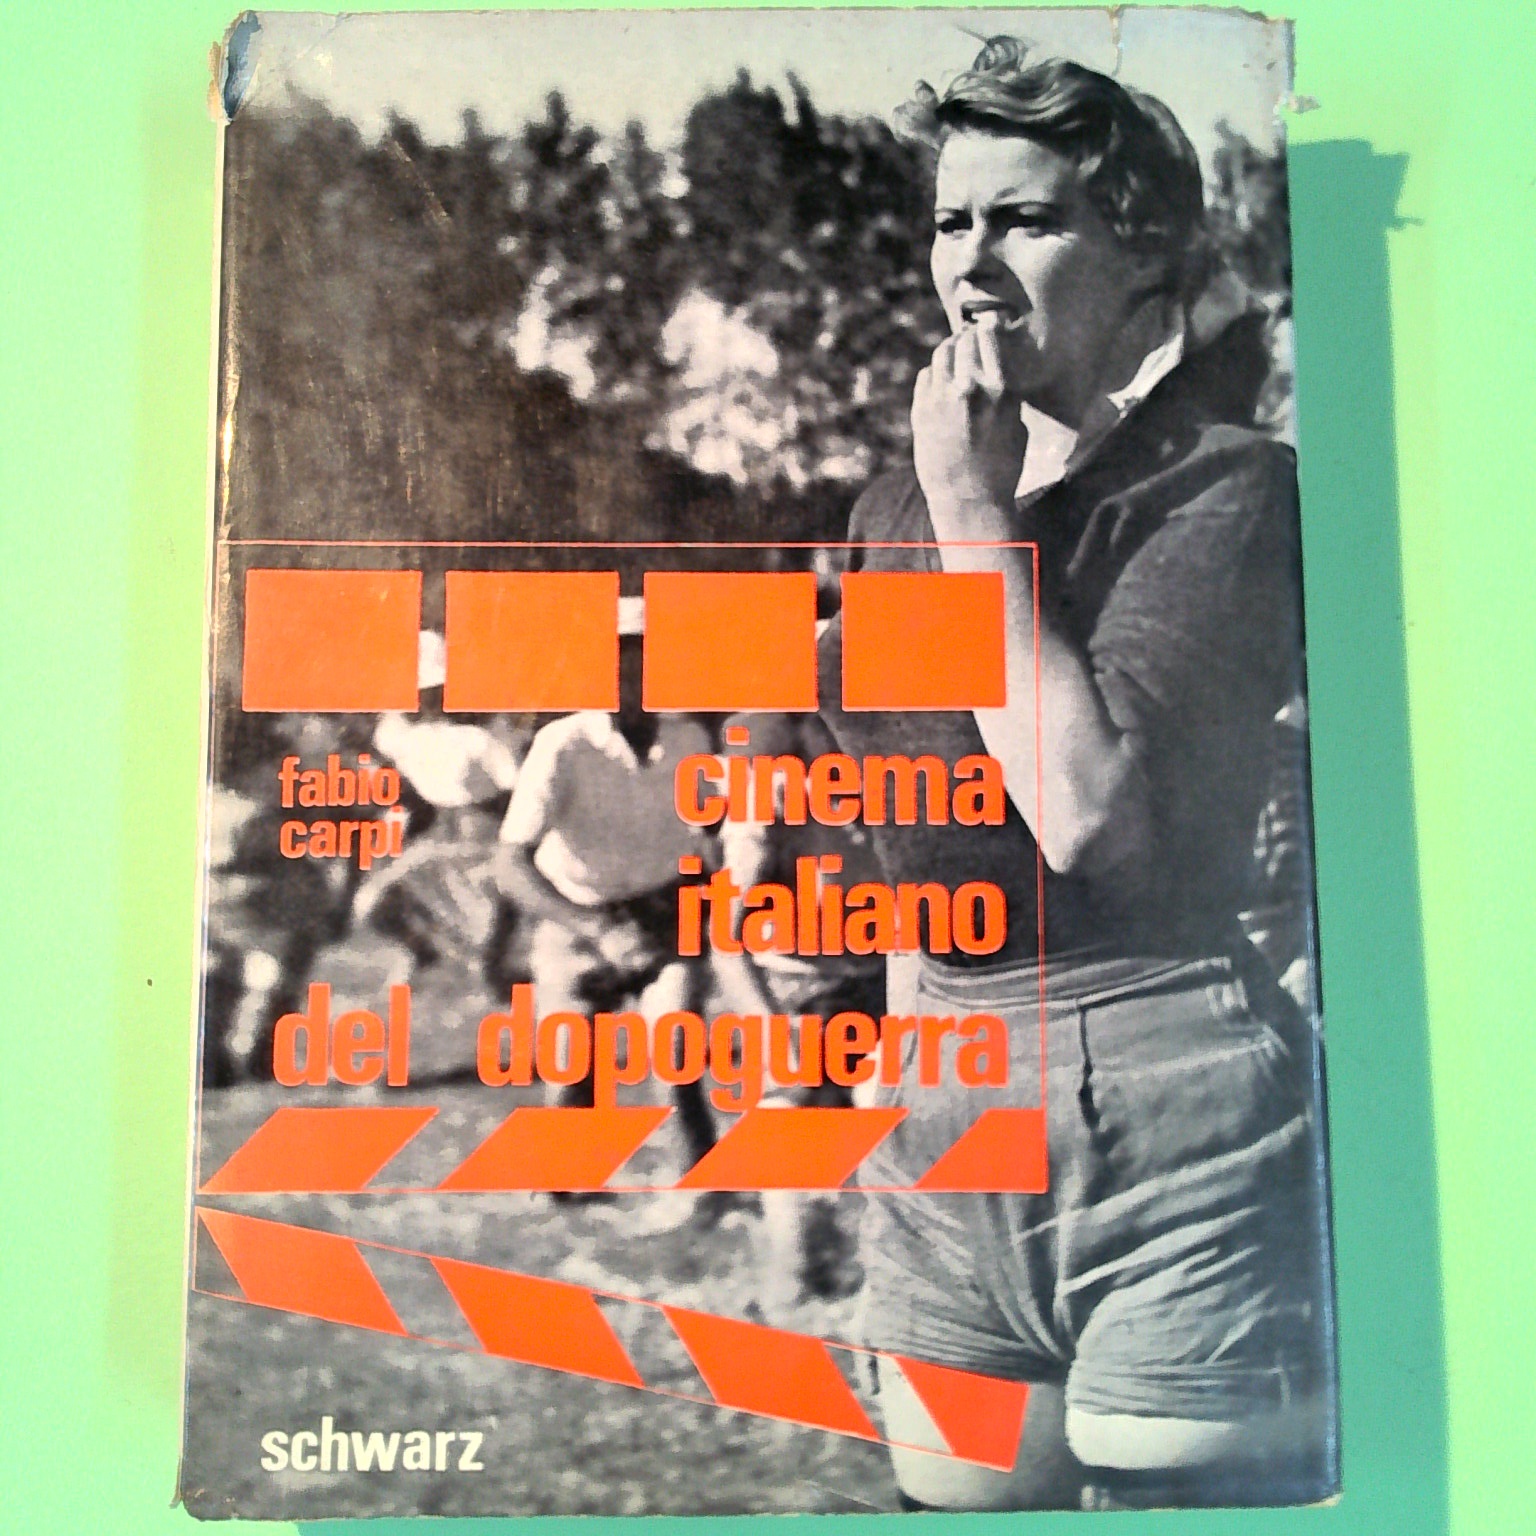 fabio
carpi
cinema
italiano
del dopoguerra
schwarz